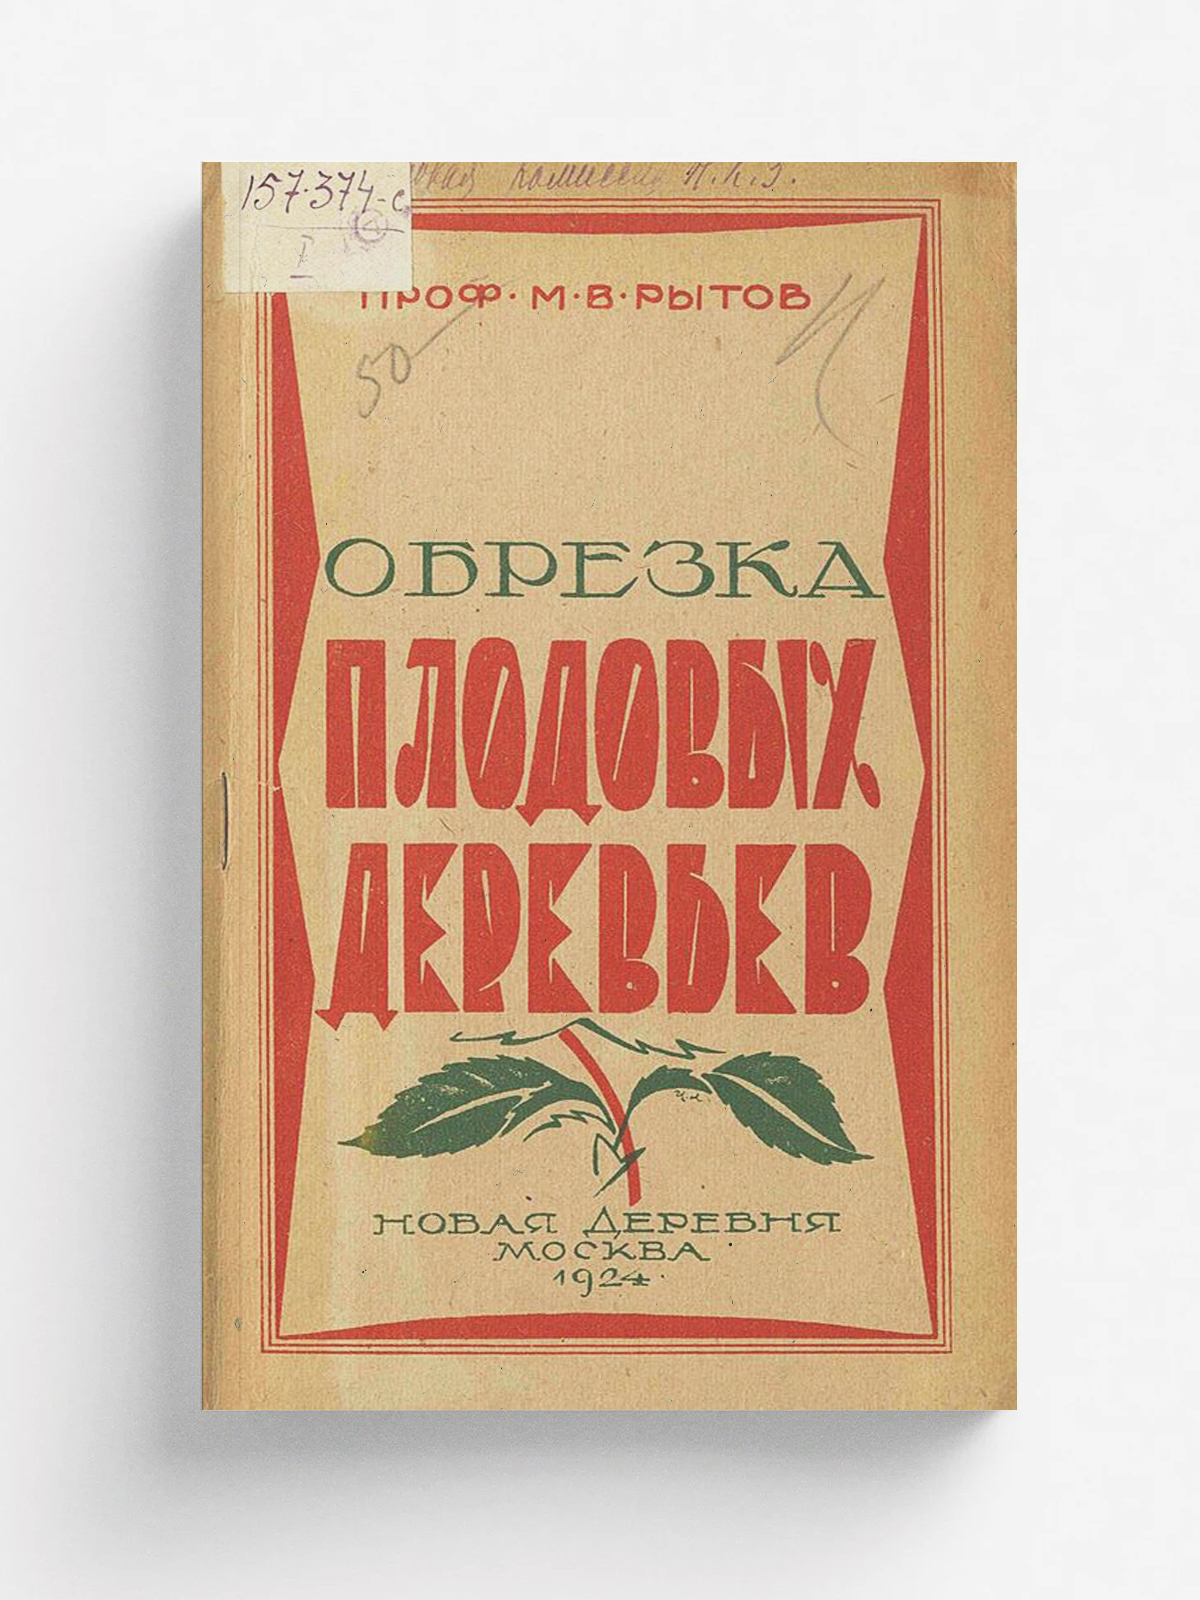 157.374-с
I
ПРОФ·М·В·РЫТОВ
50
ОБРЕЗКА
ПЛОДОВЫХ
ДЕРЕВЬЕВ
НОВАЯ ДЕРЕВНЯ
МОСКВА
1924·